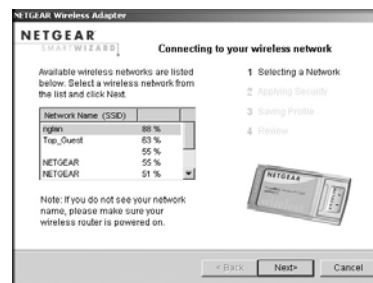 NETGEAR Wireless Adapter
NETGEAR
SMARTWIZARD
Connecting to your wireless network
Available wireless networks are listed
below. Select a wireless network from
the list and click Next.
1 Selecting a Network
2 Applying Security
3 Saving Profile
4 Review
Network Name (SSID)
88 %
Top_Guest 63 %
55 %
NETGEAR 55 %
NETGEAR 51 %
Note: If you do not see your network
name, please make sure your
wireless router is powered on.
NETGEAR
< Back
Next>
Cancel